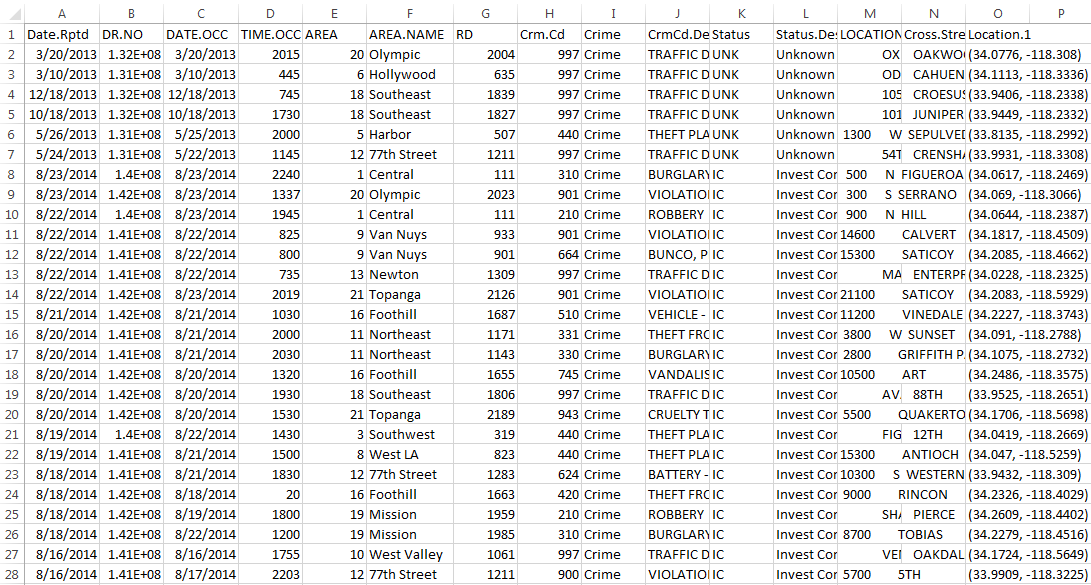 A B C D E F G H I J K L M N O P
1 Date.Rptd DR.NO DATE.OCC TIME.OCC AREA AREA.NAME RD Crm.Cd Crime CrmCd.De Status Status.Des LOCATION Cross.Stre Location.1
2 3/20/2013 1.32E+08 3/20/2013 2015 20 Olympic 2004 997 Crime TRAFFIC D UNK Unknown OX OAKWO (34.0776, -118.308)
3 3/10/2013 1.31E+08 3/10/2013 445 6 Hollywood 635 997 Crime TRAFFIC D UNK Unknown OD CAHUEN (34.1113, -118.3336)
4 12/18/2013 1.32E+08 12/18/2013 745 18 Southeast 1839 997 Crime TRAFFIC D UNK Unknown 105 CROESUS (33.9406, -118.2338)
5 10/18/2013 1.32E+08 10/18/2013 1730 18 Southeast 1827 997 Crime TRAFFIC D UNK Unknown 101 JUNIPER (33.9449, -118.2332)
6 5/26/2013 1.31E+08 5/25/2013 2000 5 Harbor 507 440 Crime THEFT PLA UNK Unknown 1300 W SEPULVED (33.8135, -118.2992)
7 5/24/2013 1.31E+08 5/22/2013 1145 12 77th Street 1211 997 Crime TRAFFIC D UNK Unknown 54T CRENSHA (33.9931, -118.3308)
8 8/23/2014 1.4E+08 8/23/2014 2240 1 Central 111 310 Crime BURGLARY IC Invest Cor 500 N FIGUEROA (34.0617, -118.2469)
9 8/23/2014 1.42E+08 8/23/2014 1337 20 Olympic 2023 901 Crime VIOLATIO IC Invest Cor 300 S SERRANO (34.069, -118.3066)
10 8/22/2014 1.4E+08 8/23/2014 1945 1 Central 111 210 Crime ROBBERY IC Invest Cor 900 N HILL (34.0644, -118.2387)
11 8/22/2014 1.41E+08 8/22/2014 825 9 Van Nuys 933 901 Crime VIOLATIO IC Invest Cor 14600 CALVERT (34.1817, -118.4509)
12 8/22/2014 1.41E+08 8/22/2014 800 9 Van Nuys 901 664 Crime BUNCO, P IC Invest Cor 15300 SATICOY (34.2085, -118.4662)
13 8/22/2014 1.41E+08 8/22/2014 735 13 Newton 1309 997 Crime TRAFFIC D IC Invest Cor MA ENTERPR (34.0228, -118.2325)
14 8/22/2014 1.42E+08 8/23/2014 2019 21 Topanga 2126 901 Crime VIOLATIO IC Invest Cor 21100 SATICOY (34.2083, -118.5929)
15 8/21/2014 1.42E+08 8/21/2014 1030 16 Foothill 1687 510 Crime VEHICLE - IC Invest Cor 11200 VINEDALE (34.2227, -118.3743)
16 8/20/2014 1.41E+08 8/21/2014 2000 11 Northeast 1171 331 Crime THEFT FRO IC Invest Cor 3800 W SUNSET (34.091, -118.2788)
17 8/20/2014 1.41E+08 8/21/2014 2030 11 Northeast 1143 330 Crime BURGLARY IC Invest Cor 2800 GRIFFITH P (34.1075, -118.2732)
18 8/20/2014 1.42E+08 8/21/2014 1330 16 Foothill 1655 745 Crime VANDALIS IC Invest Cor 10500 ART (34.2486, -118.3575)
19 8/20/2014 1.42E+08 8/20/2014 1930 18 Southeast 1806 997 Crime TRAFFIC D IC Invest Cor AV 88TH (33.9525, -118.2651)
20 8/20/2014 1.42E+08 8/20/2014 1530 21 Topanga 2189 943 Crime CRUELTY T IC Invest Cor 5500 QUAKERTO (34.1706, -118.5698)
21 8/19/2014 1.4E+08 8/22/2014 1430 3 Southwest 319 440 Crime THEFT PLA IC Invest Cor FIG 12TH (34.0419, -118.2669)
22 8/19/2014 1.41E+08 8/21/2014 1500 8 West LA 823 440 Crime THEFT PLA IC Invest Cor 15300 ANTIOCH (34.047, -118.5259)
23 8/18/2014 1.41E+08 8/21/2014 1830 12 77th Street 1283 624 Crime BATTERY - IC Invest Cor 10300 S WESTERN (33.9432, -118.309)
24 8/18/2014 1.42E+08 8/18/2014 20 16 Foothill 1663 420 Crime THEFT FRO IC Invest Cor 9000 RINCON (34.2326, -118.4029)
25 8/18/2014 1.42E+08 8/19/2014 1800 19 Mission 1959 210 Crime ROBBERY IC Invest Cor SHA PIERCE (34.2609, -118.4402)
26 8/18/2014 1.42E+08 8/22/2014 1200 19 Mission 1985 310 Crime BURGLARY IC Invest Cor 8700 TOBIAS (34.2279, -118.4516)
27 8/16/2014 1.41E+08 8/16/2014 1755 10 West Valley 1061 997 Crime TRAFFIC D IC Invest Cor VEN OAKDAL (34.1724, -118.5649)
28 8/16/2014 1.41E+08 8/17/2014 2203 12 77th Street 1211 900 Crime VIOLATIO IC Invest Cor 5700 5TH (33.9909, -118.3225)